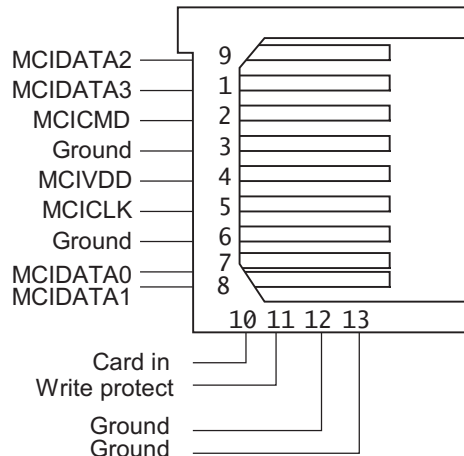 MCIDATA2 9
MCIDATA3 1
MCICMD 2
Ground 3
MCIVDD 4
MCICLK 5
Ground 6
MCIDATA0 7
MCIDATA1 8
10 11 12 13
Card in
Write protect
Ground
Ground